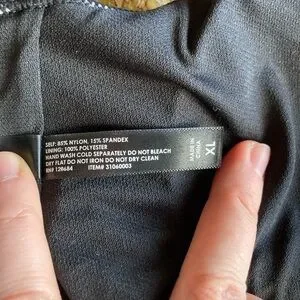 SELF: 85% NYLON, 15% SPANDEX
LINING: 100% POLYESTER
HAND WASH COLD SEPARATELY DO NOT BLEACH
DRY FLAT DO NOT IRON DO NOT DRY CLEAN
RN# 128684 ITEM# 31060003
MADE IN
CHINA
XL